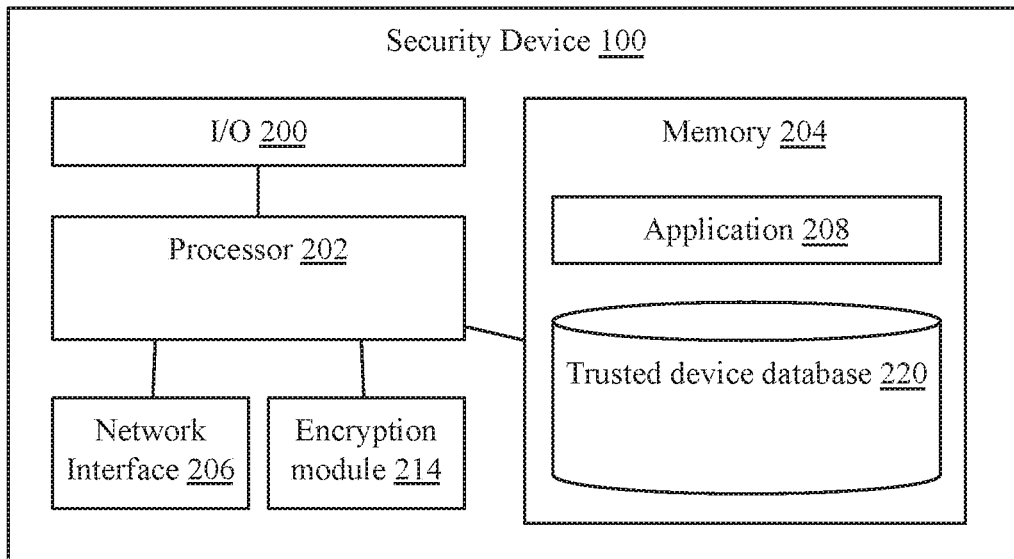 Security Device 100
I/O 200
Processor 202
Network
Interface 206
Encryption
module 214
Memory 204
Application 208
Trusted device database 220